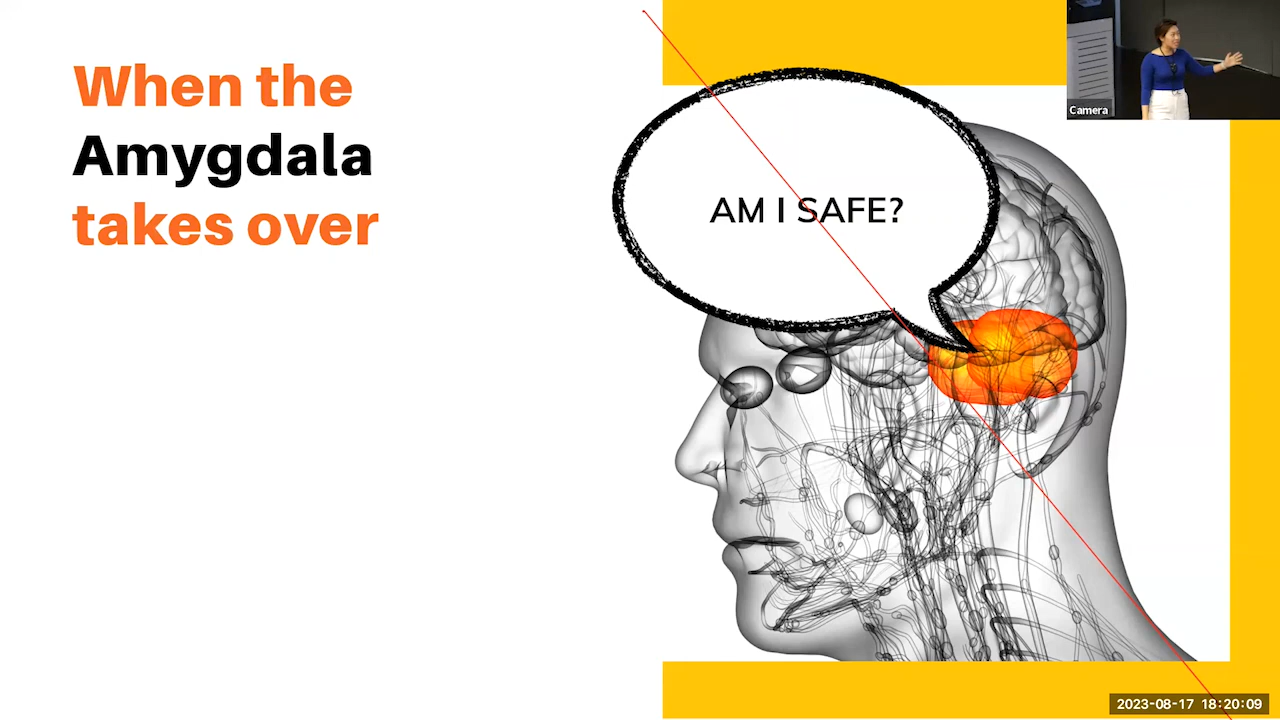 When the
Amygdala
takes over
AM I SAFE?
Camera
2023-08-17 18:20:09